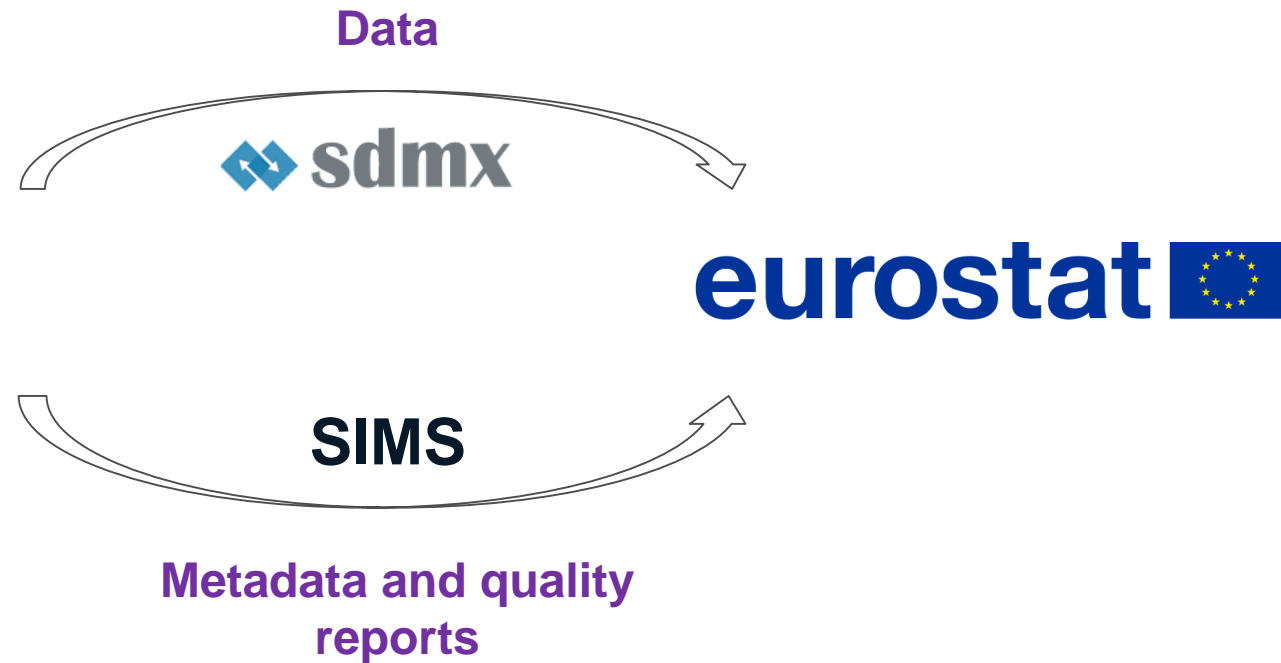 Data
sdmx
eurostat
SIMS
Metadata and quality
reports